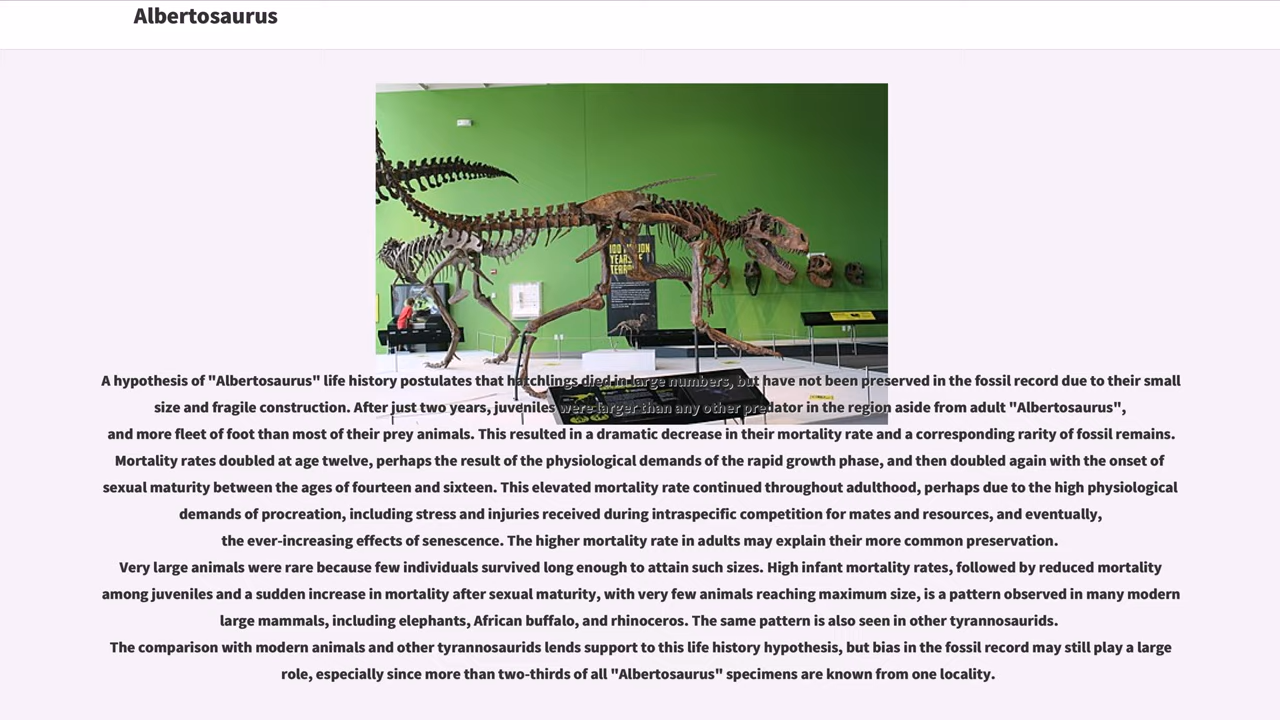 Albertosaurus
100 MILLION
YEARS OF
TERROR
A hypothesis of "Albertosaurus" life history postulates that hatchlings died in large numbers, but have not been preserved in the fossil record due to their small
size and fragile construction. After just two years, juveniles were larger than any other predator in the region aside from adult "Albertosaurus",
and more fleet of foot than most of their prey animals. This resulted in a dramatic decrease in their mortality rate and a corresponding rarity of fossil remains.
Mortality rates doubled at age twelve, perhaps the result of the physiological demands of the rapid growth phase, and then doubled again with the onset of
sexual maturity between the ages of fourteen and sixteen. This elevated mortality rate continued throughout adulthood, perhaps due to the high physiological
demands of procreation, including stress and injuries received during intraspecific competition for mates and resources, and eventually,
the ever-increasing effects of senescence. The higher mortality rate in adults may explain their more common preservation.
Very large animals were rare because few individuals survived long enough to attain such sizes. High infant mortality rates, followed by reduced mortality
among juveniles and a sudden increase in mortality after sexual maturity, with very few animals reaching maximum size, is a pattern observed in many modern
large mammals, including elephants, African buffalo, and rhinoceros. The same pattern is also seen in other tyrannosaurids.
The comparison with modern animals and other tyrannosaurids lends support to this life history hypothesis, but bias in the fossil record may still play a large
role, especially since more than two-thirds of all "Albertosaurus" specimens are known from one locality.